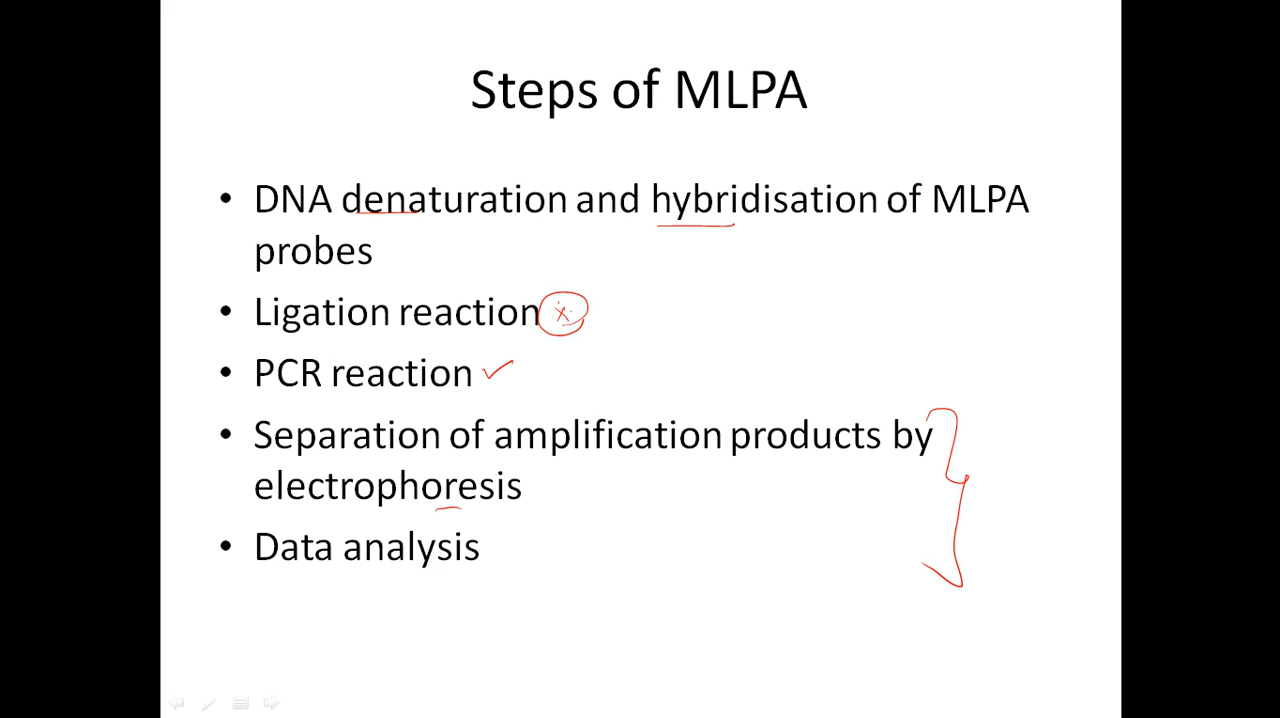 Steps of MLPA
• DNA denaturation and hybridisation of MLPA
probes
• Ligation reaction
• PCR reaction
• Separation of amplification products by
electrophoresis
• Data analysis